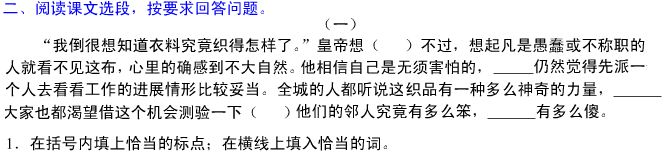 二、阅读课文选段，按要求回答问题。
（一）
“我倒很想知道衣料究竟织得怎样了。”皇帝想（　　）不过，想起凡是愚蠢或不称职的
人就看不见这布，心里的确感到不大自然。他相信自己是无须害怕的，_____仍然觉得先派一
个人去看看工作的进展情形比较妥当。全城的人都听说这织品有一种多么神奇的力量，______
大家也都渴望借这个机会测验一下（　　）他们的邻人究竟有多么笨，______有多么傻。
1．在括号内填上恰当的标点；在横线上填入恰当的词。